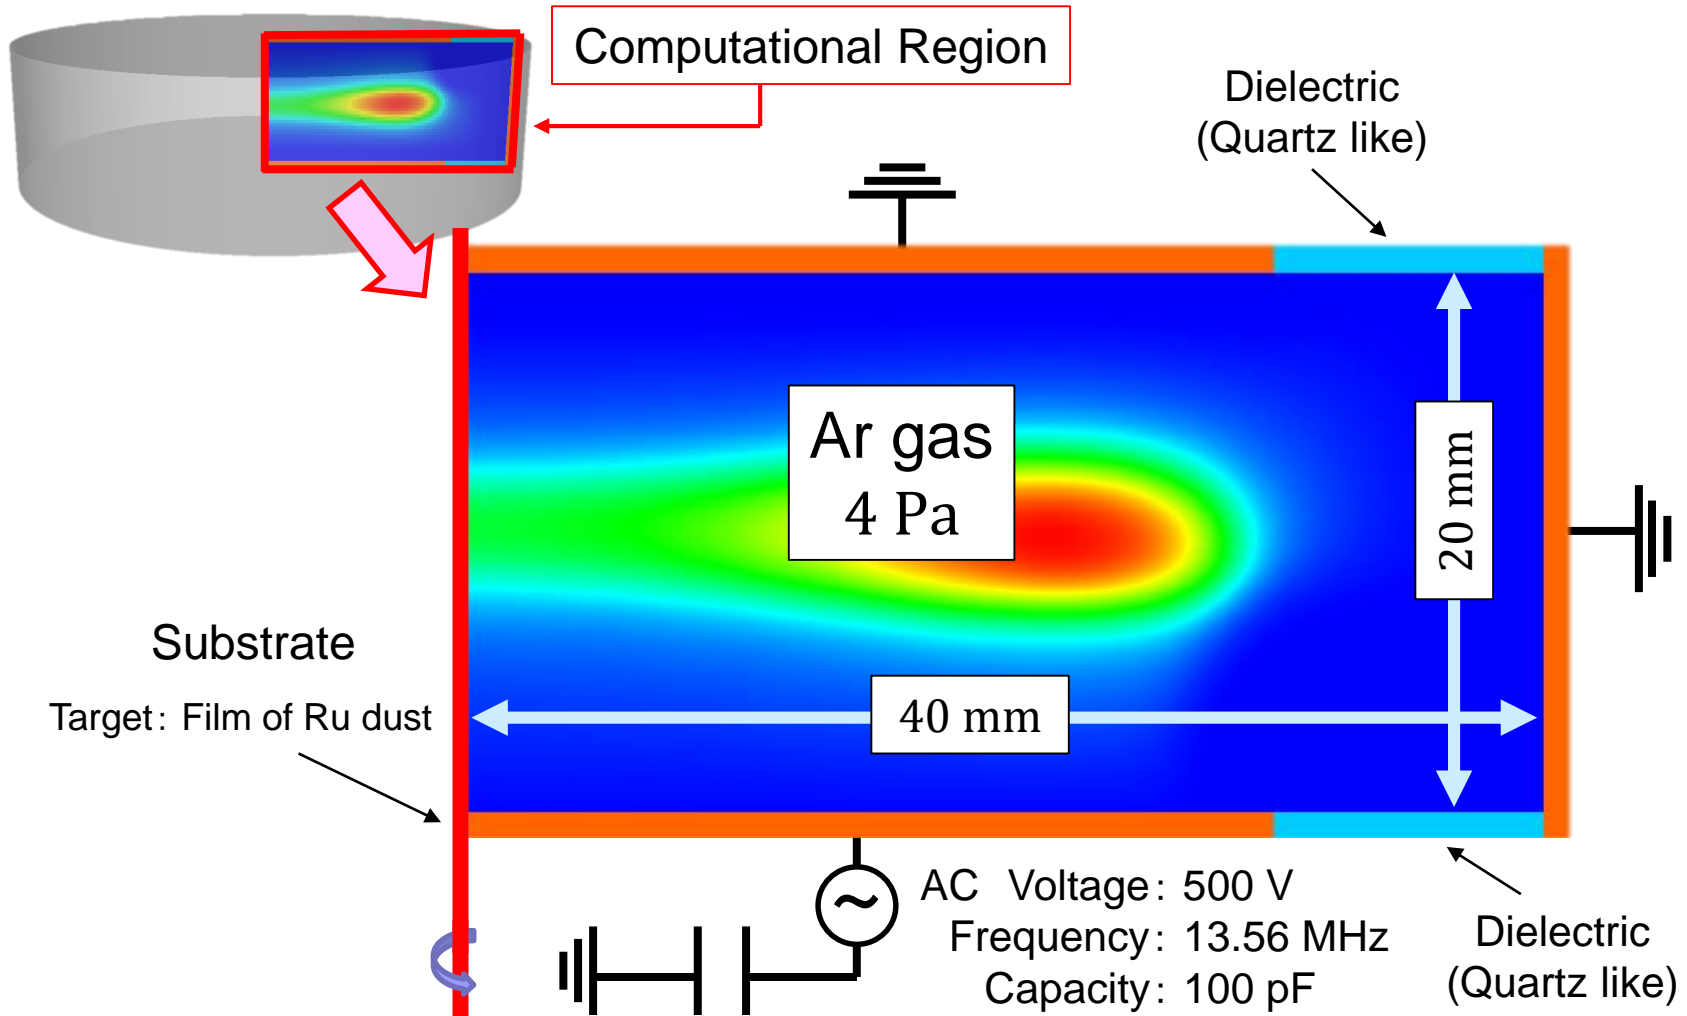 Computational Region
Dielectric
(Quartz like)
Ar gas
4 Pa
20 mm
Substrate
Target: Film of Ru dust
40 mm
AC Voltage: 500 V
Frequency: 13.56 MHz
Capacity: 100 pF
Dielectric
(Quartz like)